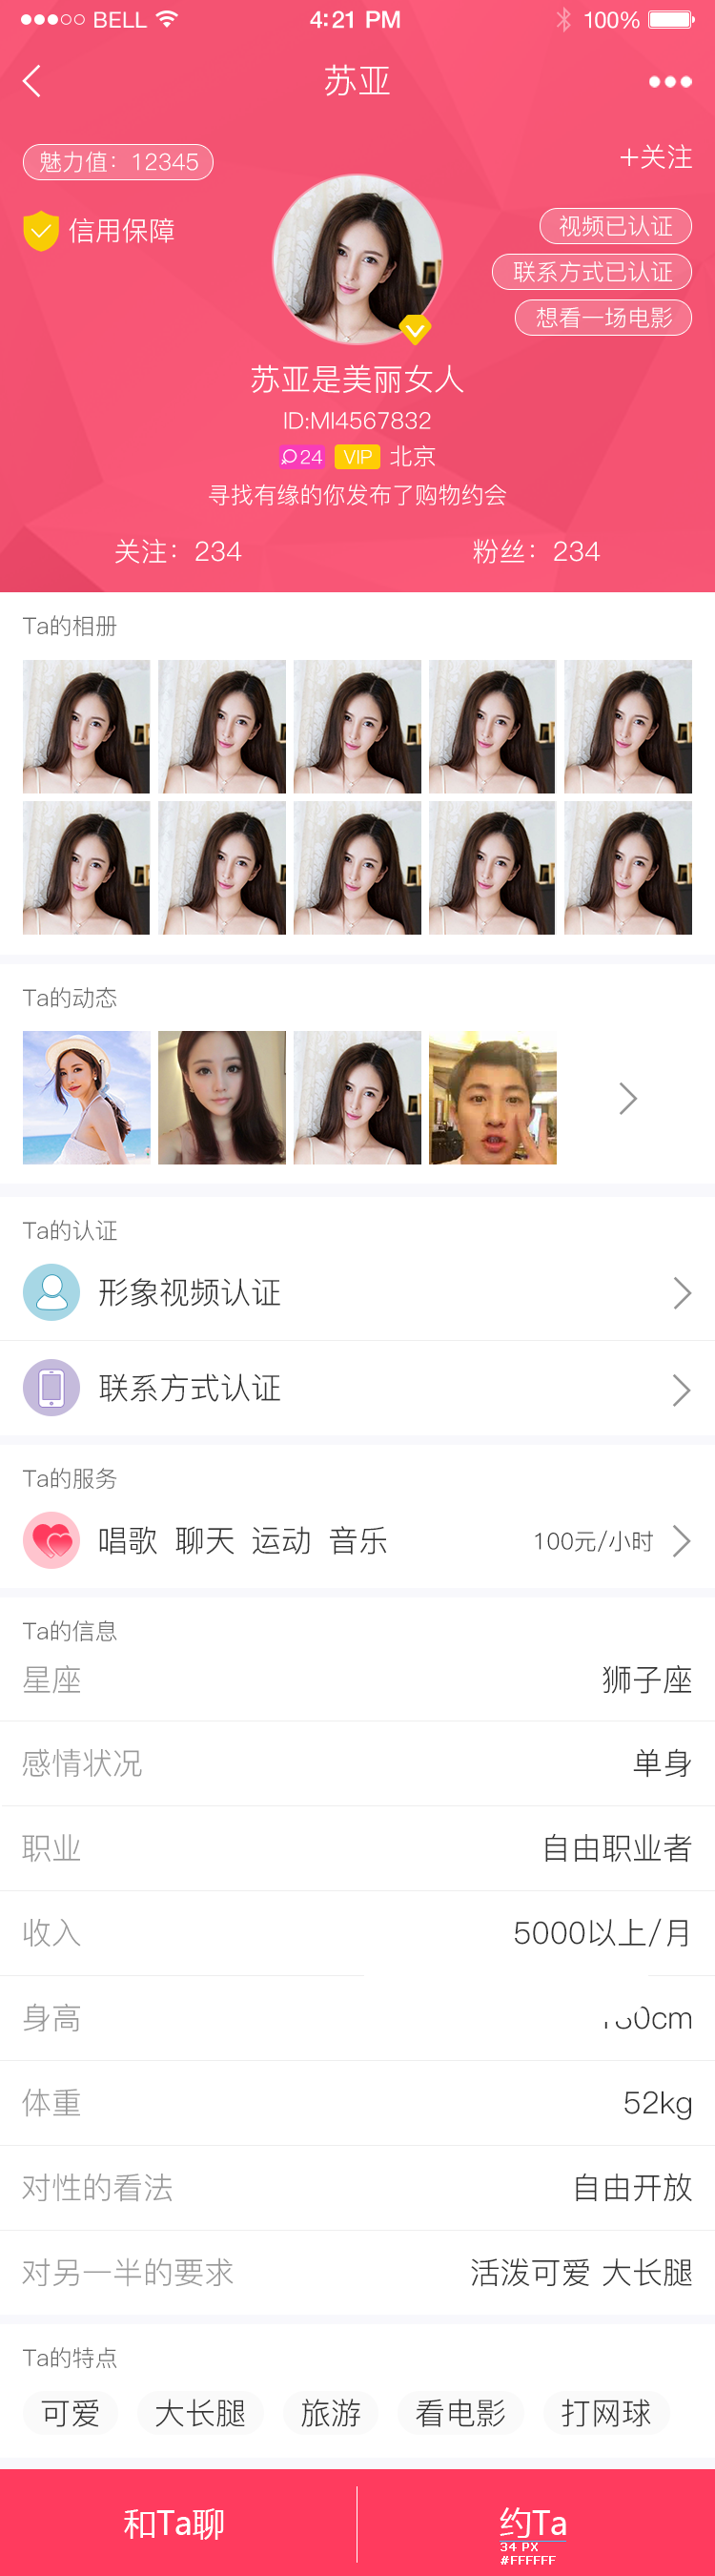 BELL 4:21 PM 100%
苏亚
魅力值：12345
+关注
信用保障
视频已认证
联系方式已认证
想看一场电影
苏亚是美丽女人
ID:MI4567832
24 VIP 北京
寻找有缘的你发布了购物约会
关注：234 粉丝：234
Ta的相册
Ta的动态
Ta的认证
形象视频认证
联系方式认证
Ta的服务
唱歌 聊天 运动 音乐 100元/小时
Ta的信息
星座 狮子座
感情状况 单身
职业 自由职业者
收入 5000以上/月
身高 cm
体重 52kg
对性的看法 自由开放
对另一半的要求 活泼可爱 大长腿
Ta的特点
可爱 大长腿 旅游 看电影 打网球
和Ta聊 约Ta
34 PX
#FFFFFF